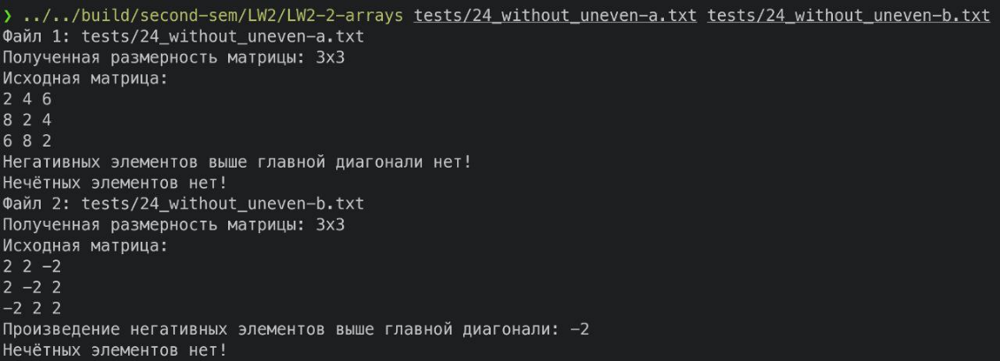 ❯ ../../build/second-sem/LW2/LW2-2-arrays tests/24_without_uneven-a.txt tests/24_without_uneven-b.txt
Файл 1: tests/24_without_uneven-a.txt
Полученная размерность матрицы: 3x3
Исходная матрица:
2 4 6
8 2 4
6 8 2
Негативных элементов выше главной диагонали нет!
Нечётных элементов нет!
Файл 2: tests/24_without_uneven-b.txt
Полученная размерность матрицы: 3x3
Исходная матрица:
2 2 -2
2 -2 2
-2 2 2
Произведение негативных элементов выше главной диагонали: -2
Нечётных элементов нет!